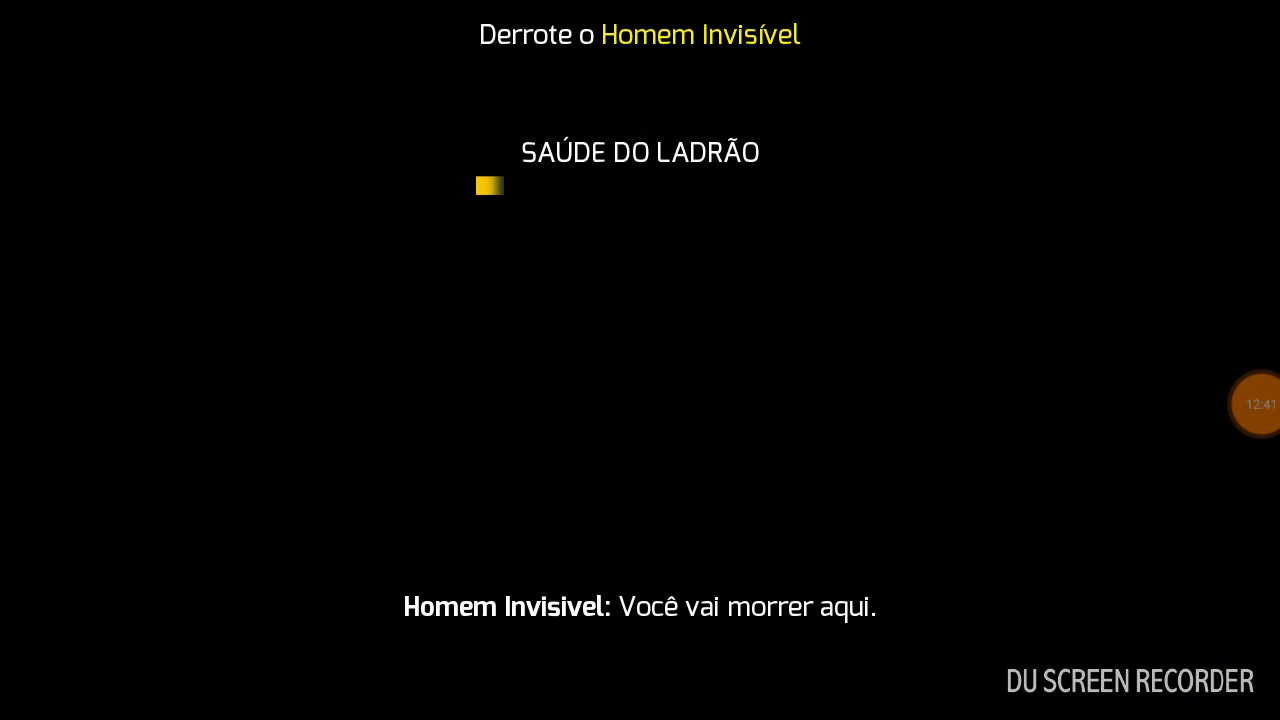 Derrote o Homem Invisível
SAÚDE DO LADRÃO
12:41
Homem Invisivel: Você vai morrer aqui.
DU SCREEN RECORDER